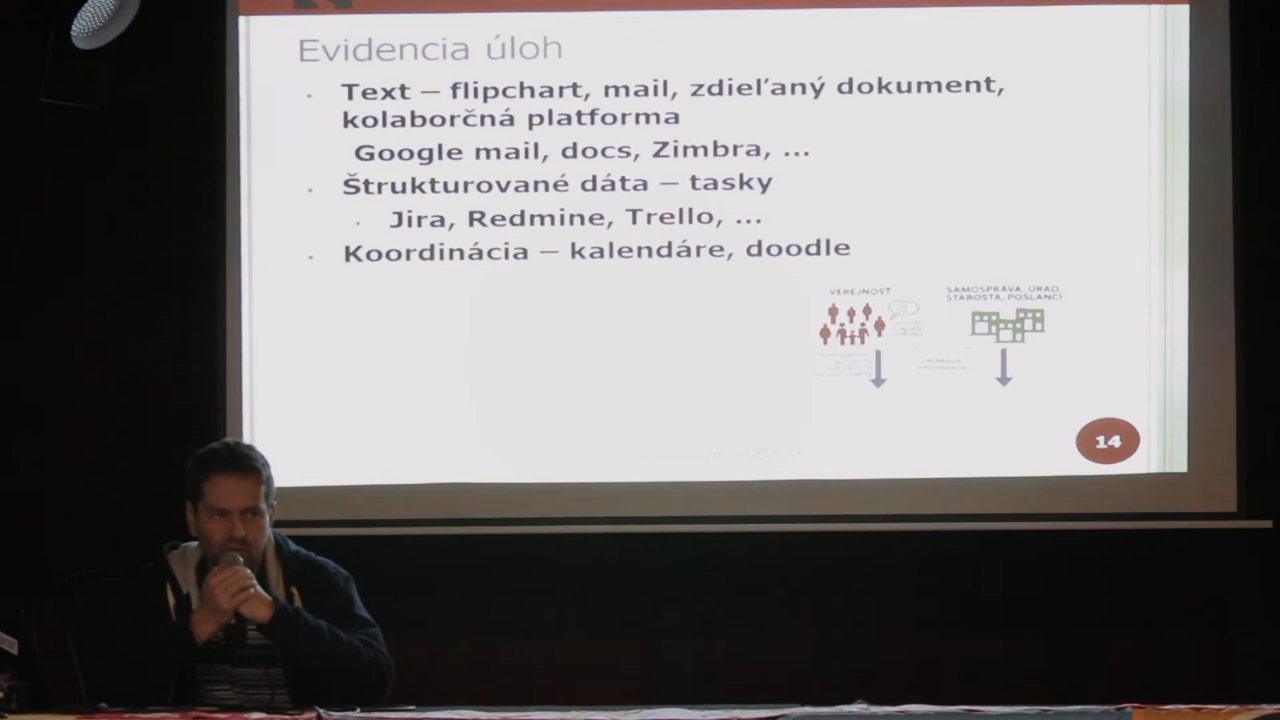 Evidencia úloh
Text – flipchart, mail, zdieľaný dokument,
kolaborčná platforma
Google mail, docs, Zimbra, ...
Štrukturované dáta – tasky
Jira, Redmine, Trello, ...
Koordinácia – kalendáre, doodle
VEREJNOSŤ
SAMOSPRÁVA, ÚRAD,
STAROSTA, POSLANCI
14